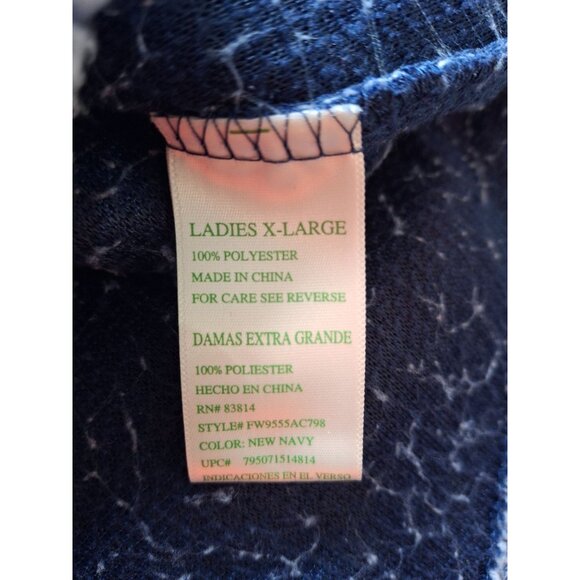 LADIES X-LARGE
100% POLYESTER
MADE IN CHINA
FOR CARE SEE REVERSE
DAMAS EXTRA GRANDE
100% POLIESTER
HECHO EN CHINA
RN# 83814
STYLE# FW9555AC798
COLOR: NEW NAVY
UPC# 795071514814
INDICACIONES EN EL VERSO